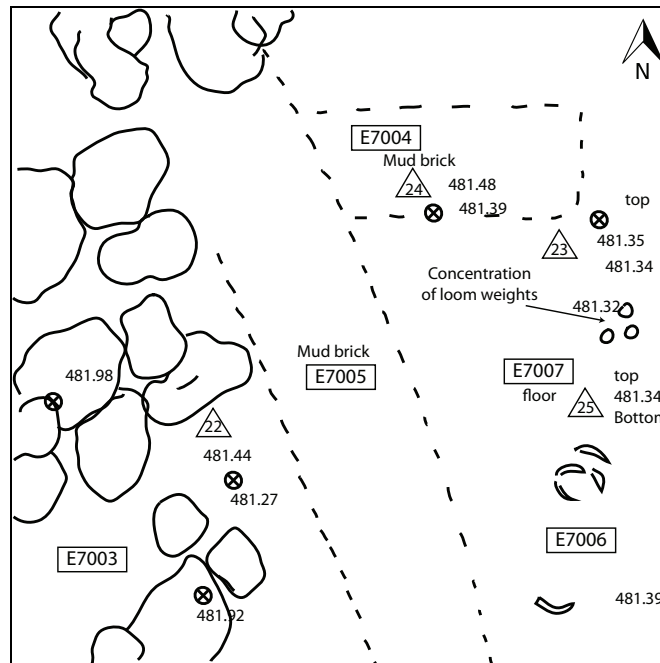 N
E7004
Mud brick
24
481.48
481.39
top
23
481.35
481.34
Concentration
of loom weights
481.32
Mud brick
E7005
481.98
E7007
floor
top
481.34
25
Bottom
22
481.44
481.27
E7003
E7006
481.92
481.39